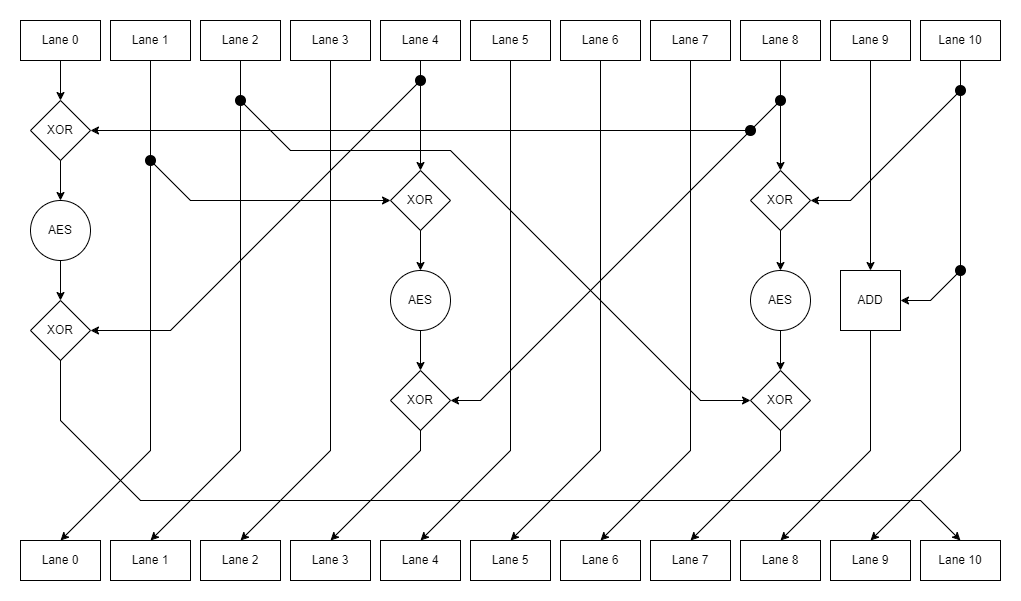 Lane 0
Lane 1
Lane 2
Lane 3
Lane 4
Lane 5
Lane 6
Lane 7
Lane 8
Lane 9
Lane 10
XOR
XOR
XOR
AES
AES
AES
ADD
XOR
XOR
XOR
Lane 0
Lane 1
Lane 2
Lane 3
Lane 4
Lane 5
Lane 6
Lane 7
Lane 8
Lane 9
Lane 10